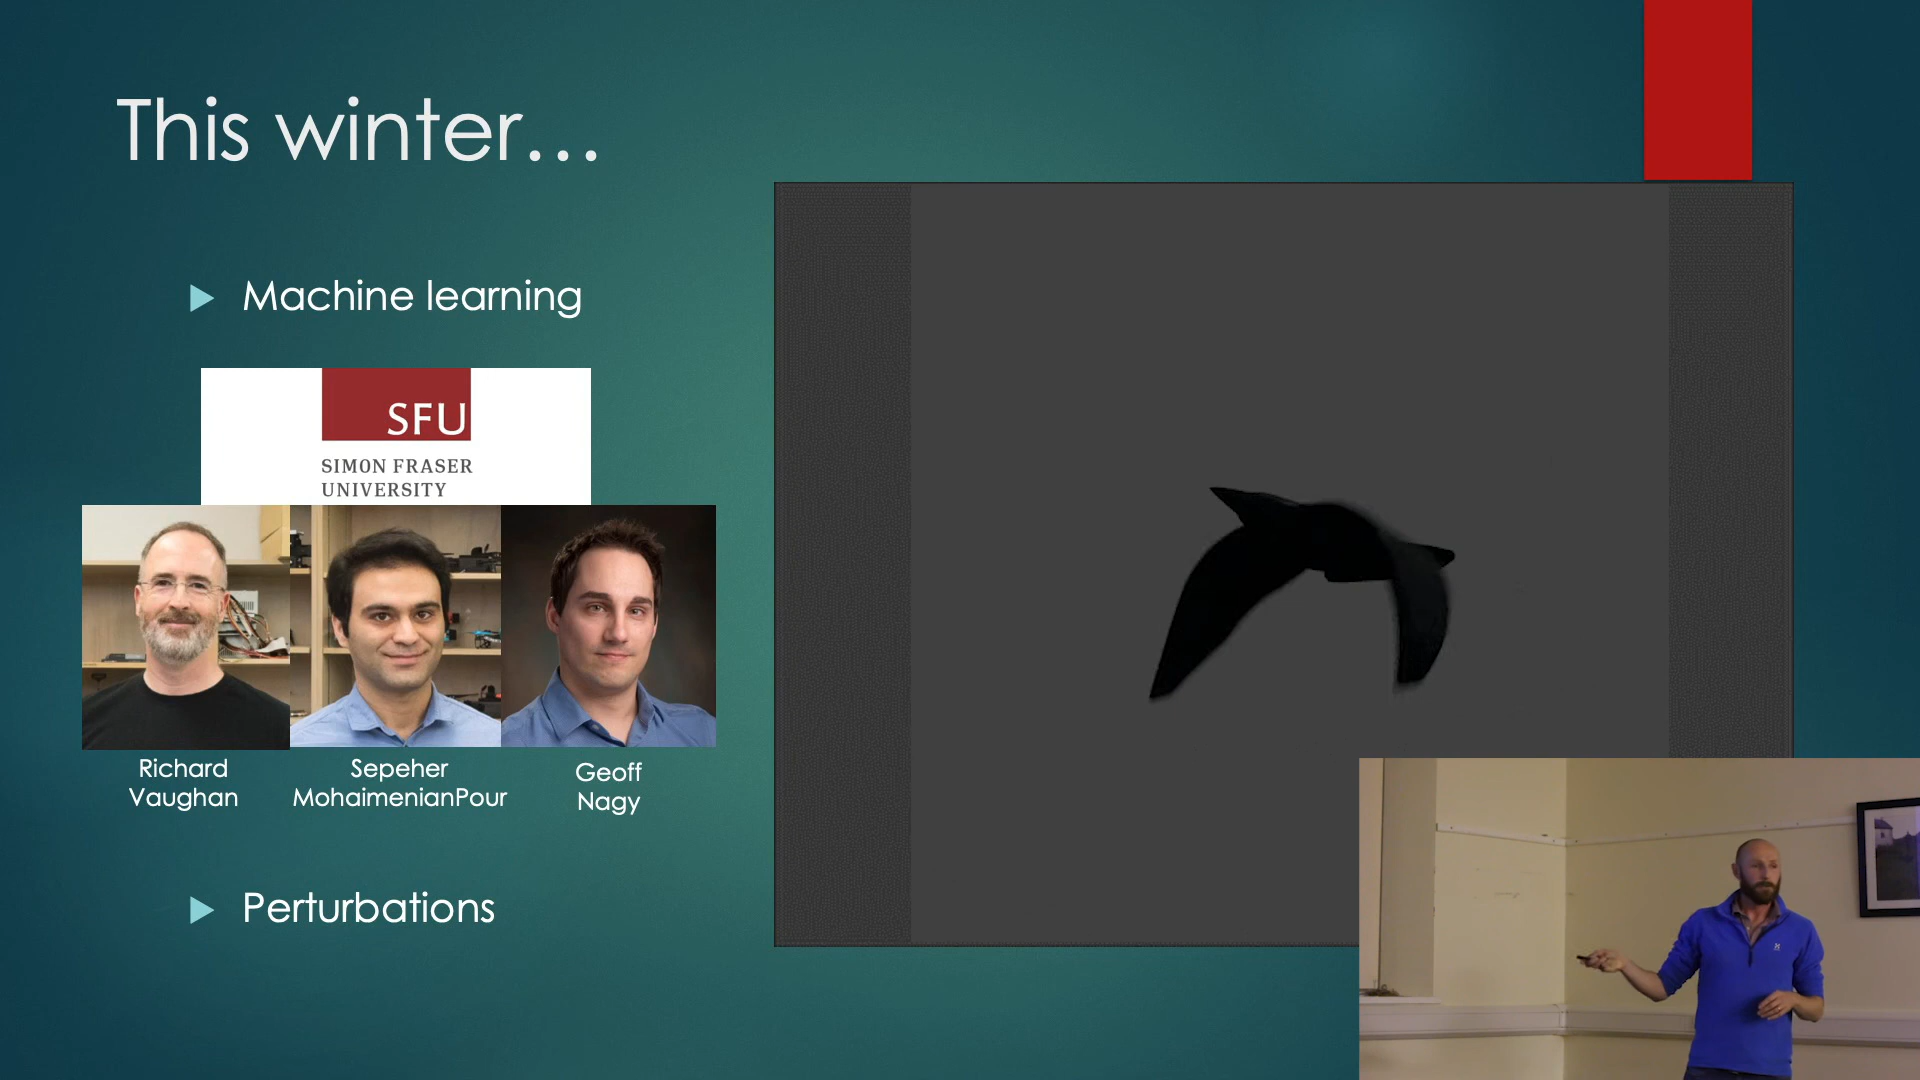 This winter...
Machine learning
SFU
SIMON FRASER
UNIVERSITY
Richard
Vaughan
Sepeher
MohaimenianPour
Geoff
Nagy
Perturbations